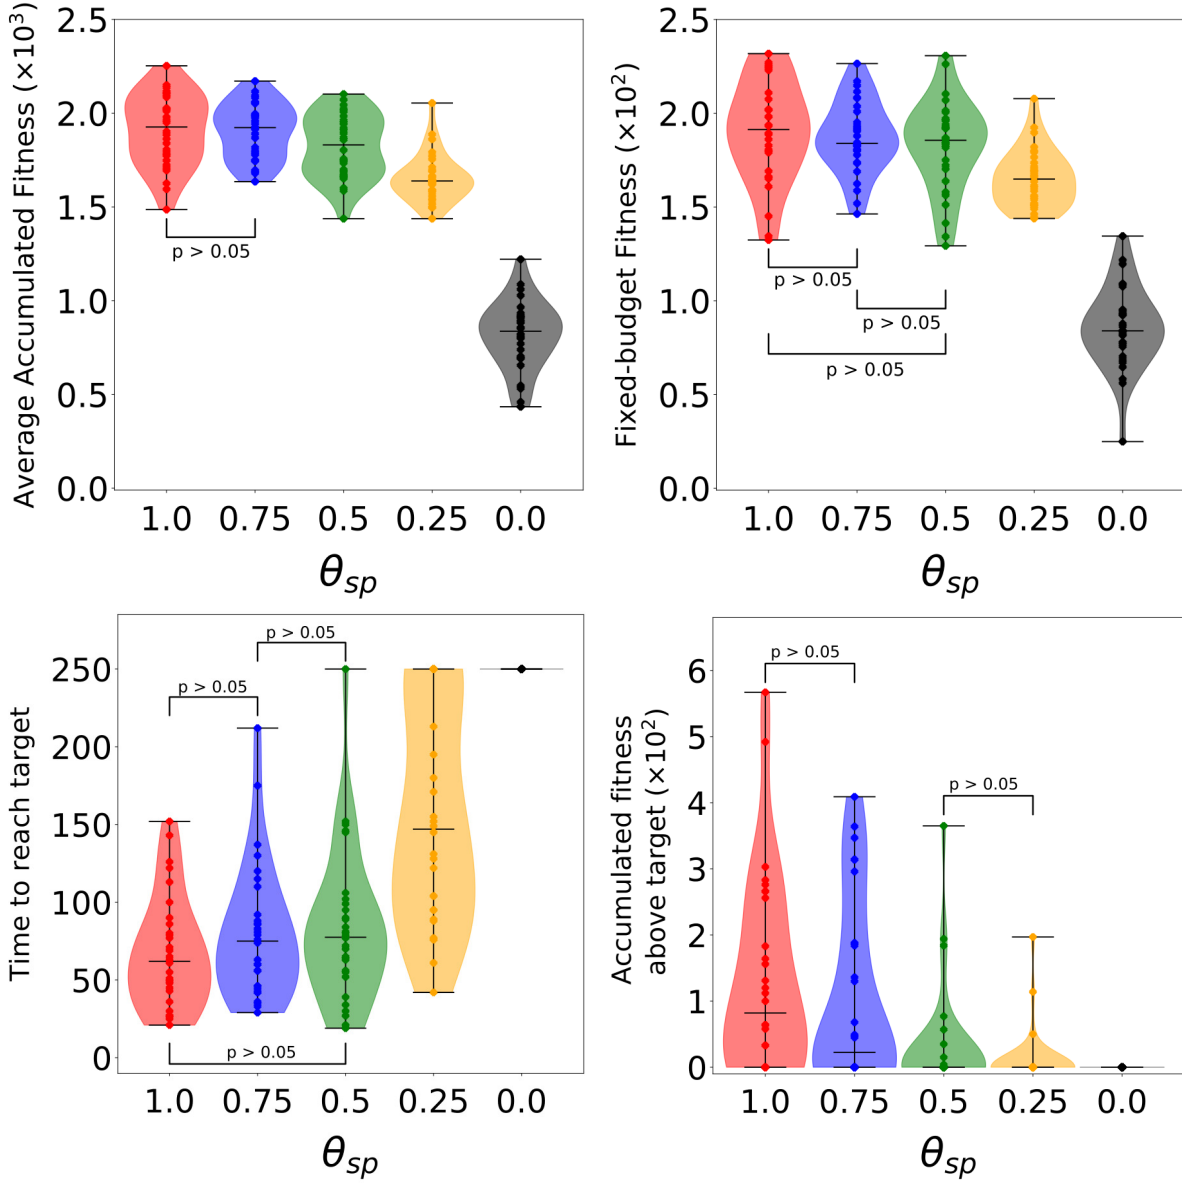 Average Accumulated Fitness (×10³)
2.5
2.0
1.5
1.0
0.5
0.0
p > 0.05
1.0 0.75 0.5 0.25 0.0
θsp
Fixed-budget Fitness (×10²)
2.5
2.0
1.5
1.0
0.5
0.0
p > 0.05
p > 0.05
p > 0.05
1.0 0.75 0.5 0.25 0.0
θsp
Time to reach target
250
200
150
100
50
0
p > 0.05
p > 0.05
p > 0.05
1.0 0.75 0.5 0.25 0.0
θsp
Accumulated fitness
above target (×10²)
6
5
4
3
2
1
0
p > 0.05
p > 0.05
1.0 0.75 0.5 0.25 0.0
θsp